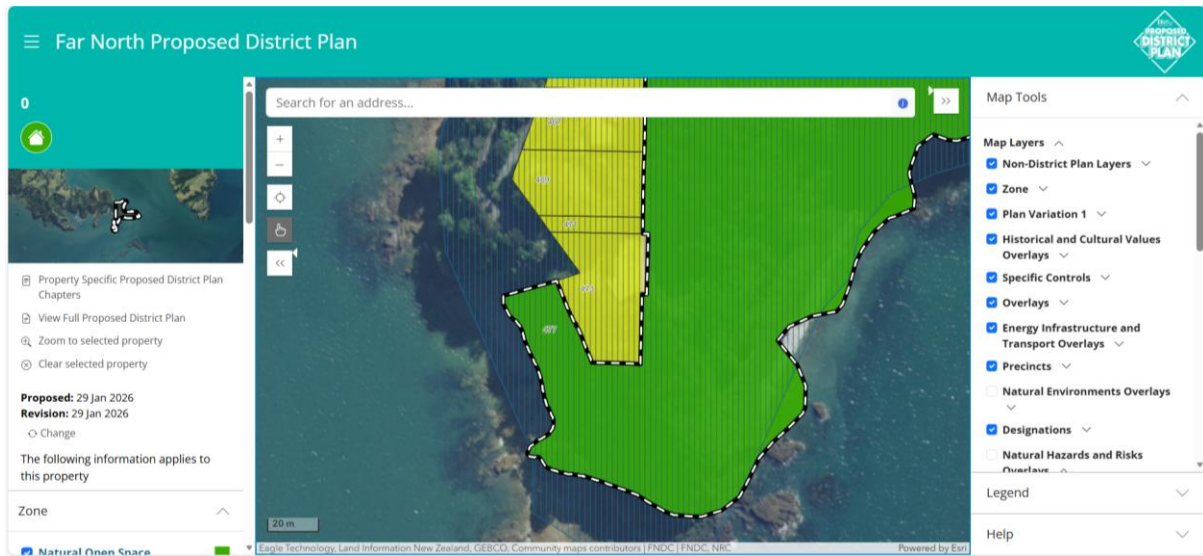 Far North Proposed District Plan
PROPOSED
DISTRICT
PLAN
0
Property Specific Proposed District Plan
Chapters
View Full Proposed District Plan
Zoom to selected property
Clear selected property
Proposed: 29 Jan 2026
Revision: 29 Jan 2026
Change
The following information applies to
this property
Zone
Natural Open Space
Search for an address...
+
−
>>
<<
471
473
477
20 m
Eagle Technology, Land Information New Zealand, GEBCO, Community maps contributors | FNDC | FNDC, NRC
Powered by Esri
Map Tools
Map Layers
Non-District Plan Layers
Zone
Plan Variation 1
Historical and Cultural Values
Overlays
Specific Controls
Overlays
Energy Infrastructure and
Transport Overlays
Precincts
Natural Environments Overlays
Designations
Natural Hazards and Risks
Overlays
Legend
Help